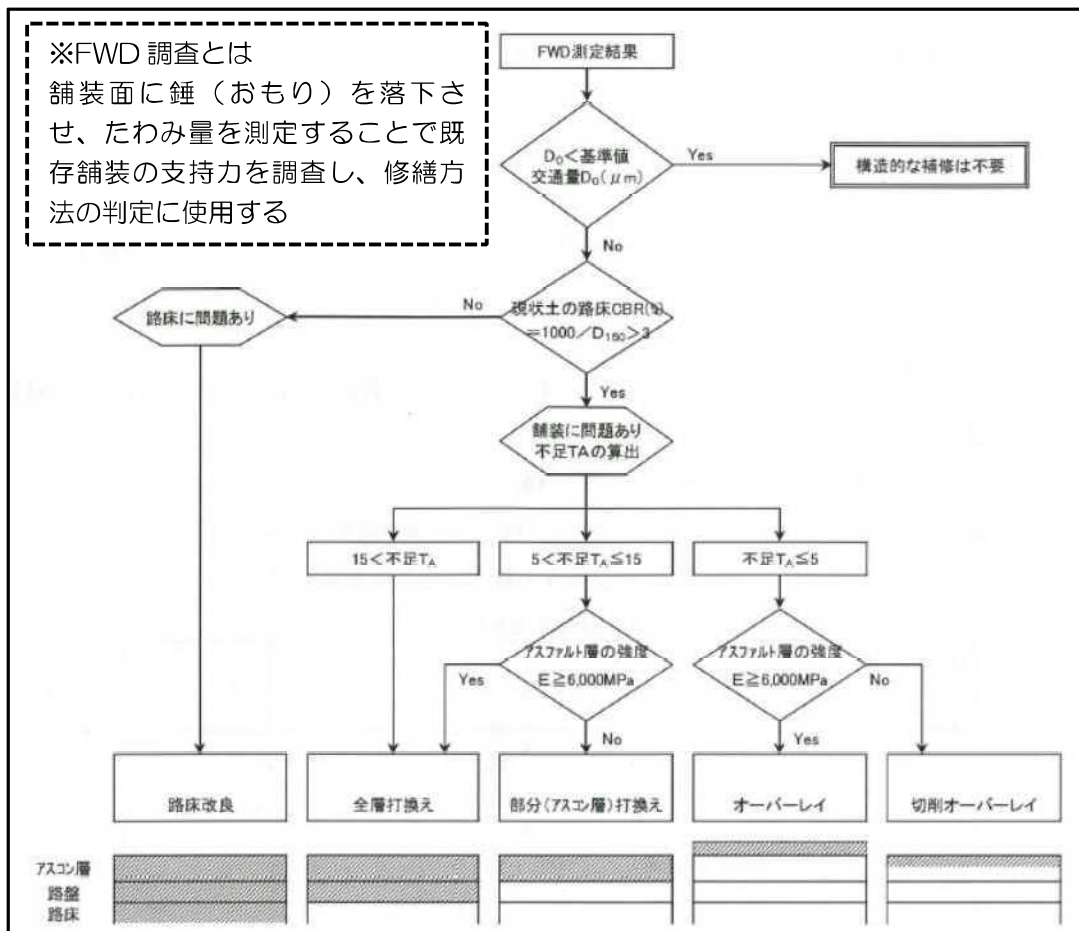 ※FWD 調査とは
舗装面に錘（おもり）を落下さ
せ、たわみ量を測定することで既
存舗装の支持力を調査し、修繕方
法の判定に使用する
FWD測定結果
D₀＜基準値
交通量D₀(μm)
Yes
構造的な補修は不要
No
現状土の路床CBR(%)
＝1000／D₁₅₀＞3
No
路床に問題あり
Yes
舗装に問題あり
不足TAの算出
15＜不足Tᴀ
5＜不足Tᴀ≦15
不足Tᴀ≦5
アスファルト層の強度
E≧6,000MPa
Yes
No
アスファルト層の強度
E≧6,000MPa
No
Yes
路床改良
全層打換え
部分(アスコン層)打換え
オーバーレイ
切削オーバーレイ
アスコン層
路盤
路床